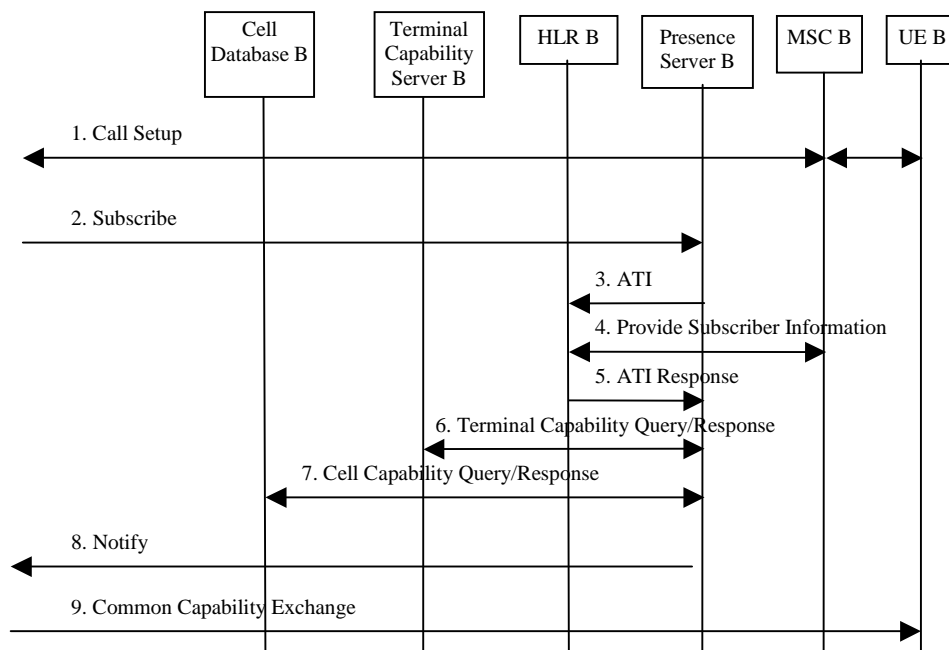 Cell
Database B
Terminal
Capability
Server B
HLR B
Presence
Server B
MSC B
UE B
1. Call Setup
2. Subscribe
3. ATI
4. Provide Subscriber Information
5. ATI Response
6. Terminal Capability Query/Response
7. Cell Capability Query/Response
8. Notify
9. Common Capability Exchange